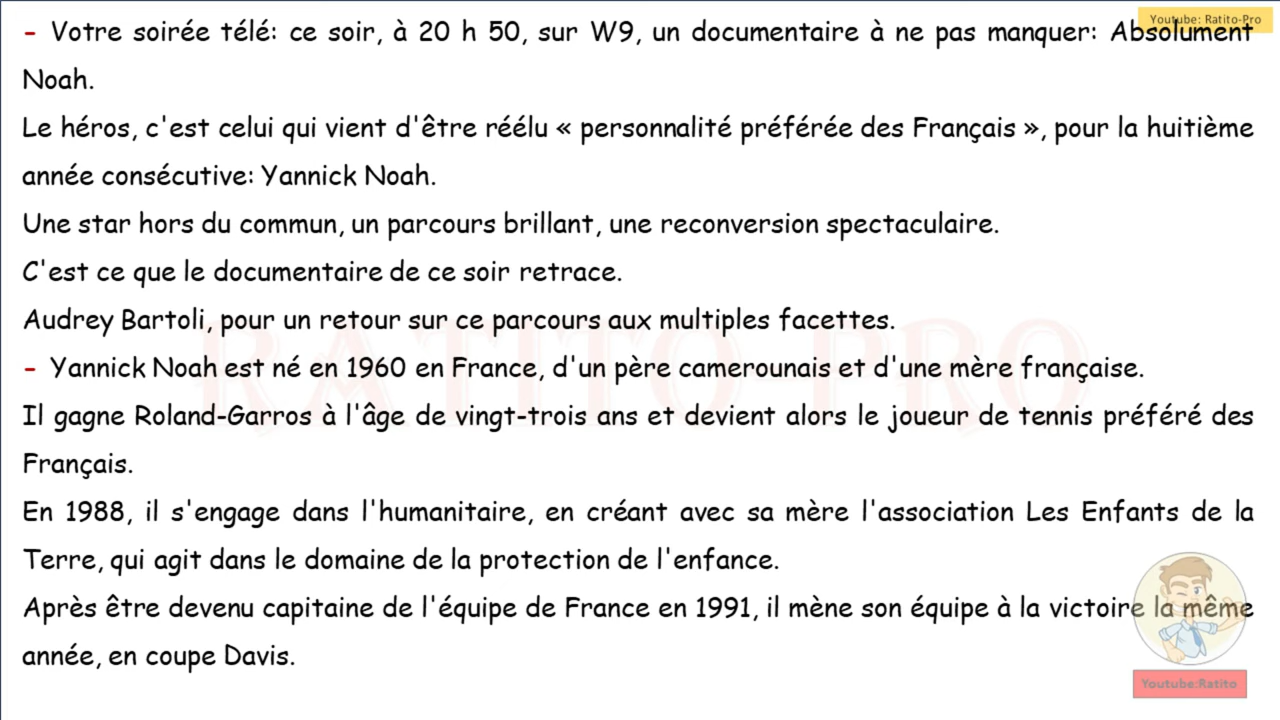 Youtube: Ratito-Pro
- Votre soirée télé: ce soir, à 20 h 50, sur W9, un documentaire à ne pas manquer: Absolument
Noah.
Le héros, c'est celui qui vient d'être réélu « personnalité préférée des Français », pour la huitième
année consécutive: Yannick Noah.
Une star hors du commun, un parcours brillant, une reconversion spectaculaire.
C'est ce que le documentaire de ce soir retrace.
Audrey Bartoli, pour un retour sur ce parcours aux multiples facettes.
RATITO-PRO
- Yannick Noah est né en 1960 en France, d'un père camerounais et d'une mère française.
Il gagne Roland-Garros à l'âge de vingt-trois ans et devient alors le joueur de tennis préféré des
Français.
En 1988, il s'engage dans l'humanitaire, en créant avec sa mère l'association Les Enfants de la
Terre, qui agit dans le domaine de la protection de l'enfance.
Après être devenu capitaine de l'équipe de France en 1991, il mène son équipe à la victoire la même
année, en coupe Davis.
Youtube:Ratito